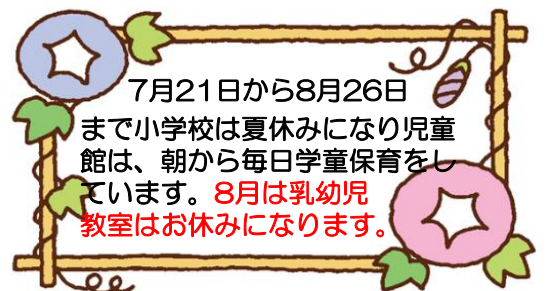 7月21日から8月26日
まで小学校は夏休みになり児童
館は、朝から毎日学童保育をし
ています。8月は乳幼児
教室はお休みになります。